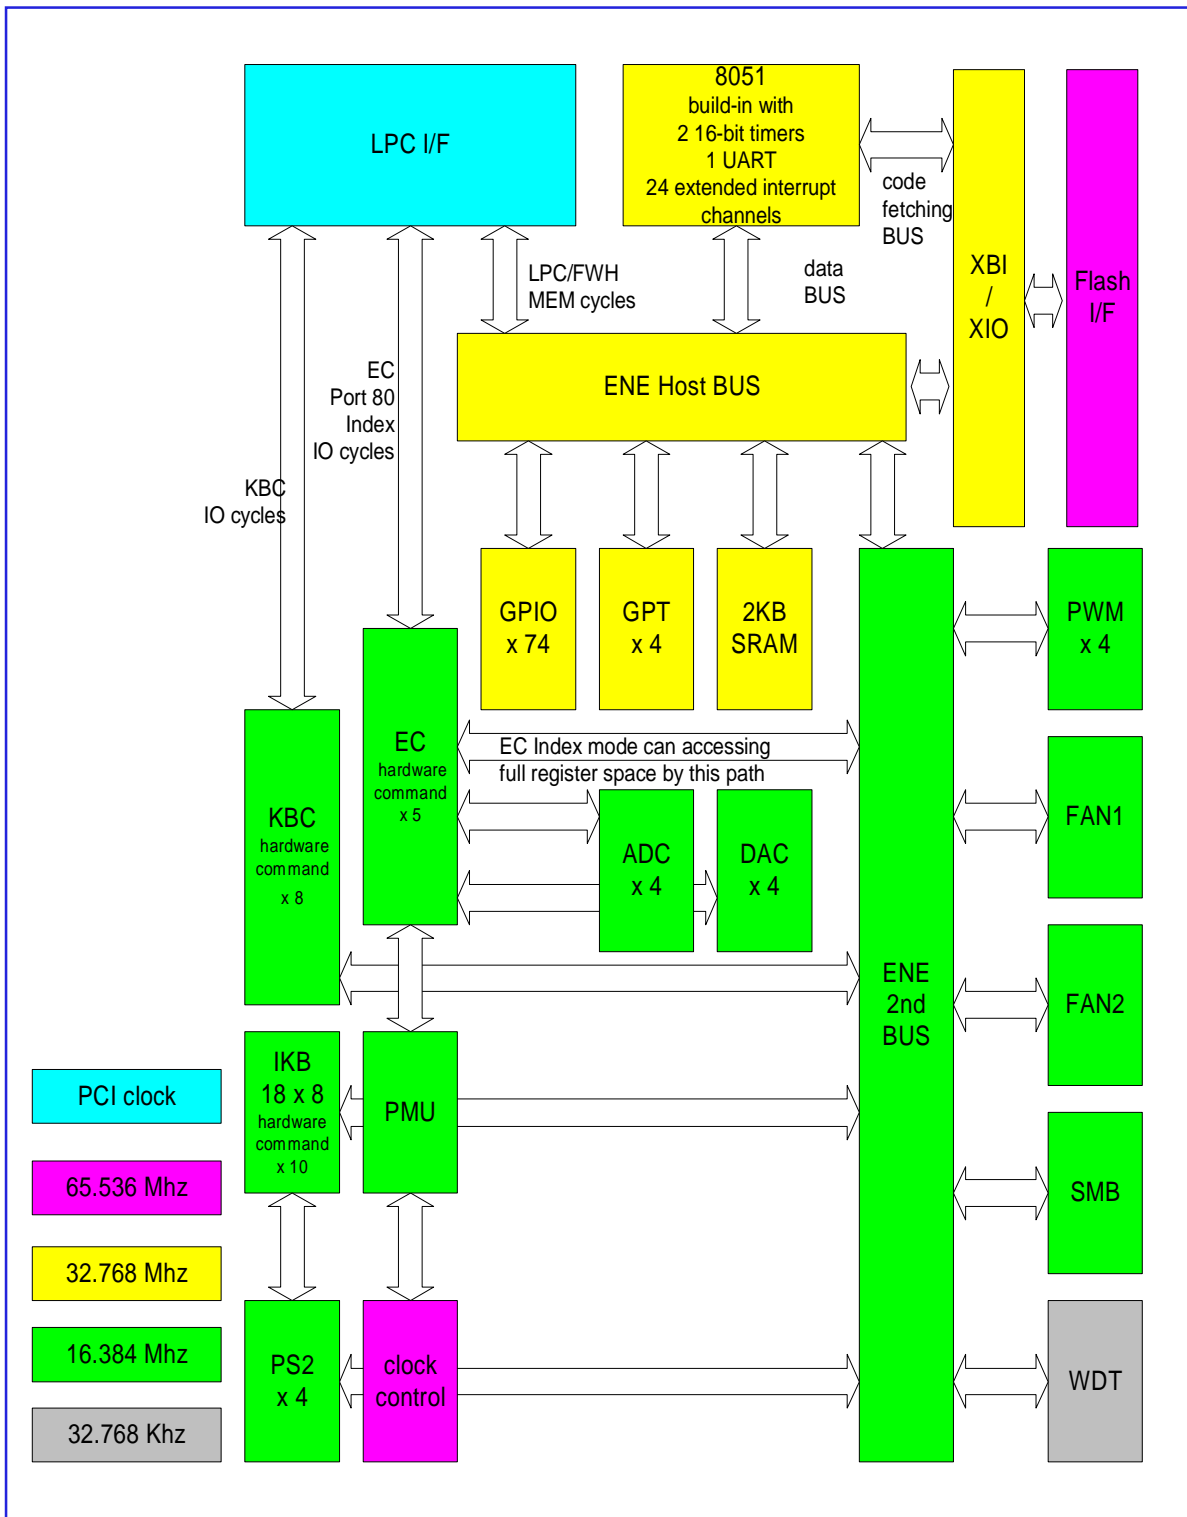 LPC I/F
8051
build-in with
2 16-bit timers
1 UART
24 extended interrupt
channels
code
fetching
BUS
XBI
/
XIO
Flash
I/F
LPC/FWH
MEM cycles
data
BUS
EC
Port 80
Index
IO cycles
ENE Host BUS
KBC
IO cycles
GPIO
x 74
GPT
x 4
2KB
SRAM
PWM
x 4
EC
hardware
command
x 5
EC Index mode can accessing
full register space by this path
KBC
hardware
command
x 8
ADC
x 4
DAC
x 4
FAN1
ENE
2nd
BUS
FAN2
IKB
18 x 8
hardware
command
x 10
PMU
SMB
PS2
x 4
clock
control
WDT
PCI clock
65.536 Mhz
32.768 Mhz
16.384 Mhz
32.768 Khz